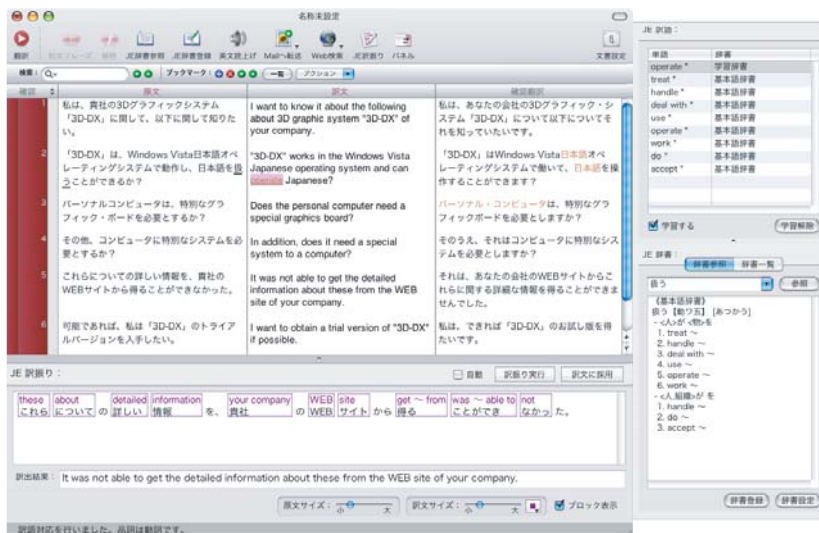 名称未設定
翻訳
JE辞書参照
JE辞書登録
英文読上げ
Mailへ転送
Web検索
JE訳振り
パネル
文書設定
検索：
ブックマーク：
一覧
アクション
確認
原文
訳文
確認翻訳
1
私は、貴社の3Dグラフィックシステム
「3D-DX」に関して、以下に関して知りた
い。
I want to know it about the following
about 3D graphic system "3D-DX" of
your company.
私は、あなたの会社の3Dグラフィック・シ
ステム「3D-DX」について以下についてそ
れを知っていたいです。
2
「3D-DX」は、Windows Vista日本語オペ
レーティングシステムで動作し、日本語を扱
うことができるか？
"3D-DX" works in the Windows Vista
Japanese operating system and can
operate Japanese?
「3D-DX」はWindows Vista日本語オペ
レーティングシステムで働いて、日本語を操
作することができます？
3
パーソナルコンピュータは、特別なグラ
フィック・ボードを必要とするか？
Does the personal computer need a
special graphics board?
パーソナル・コンピュータは、特別なグラ
フィックボードを必要としますか？
4
その他、コンピュータに特別なシステムを必
要とするか？
In addition, does it need a special
system to a computer?
そのうえ、それはコンピュータに特別なシス
テムを必要としますか？
5
これらについての詳しい情報を、貴社の
WEBサイトから得ることができなかった。
It was not able to get the detailed
information about these from the WEB
site of your company.
それは、あなたの会社のWEBサイトからこ
れらに関する詳細な情報を得ることができま
せんでした。
6
可能であれば、私は「3D-DX」のトライア
ルバージョンを入手したい。
I want to obtain a trial version of "3D-DX"
if possible.
私は、できれば「3D-DX」のお試し版を得
たいです。
JE 訳振り：
自動
訳振り実行
訳文に採用
these about detailed information your company WEB site get ～ from was ～ able to not
これら について の 詳しい 情報 を、 貴社 の WEB サイト から 得る ことができ なかっ た。
訳出結果：
It was not able to get the detailed information about these from the WEB site of your company.
原文サイズ：
小 大
訳文サイズ：
小 大
ブロック表示
訳語対応を行いました。品詞は動詞です。
JE 訳語：
単語 辞書
operate * 学習辞書
treat * 基本語辞書
handle * 基本語辞書
deal with * 基本語辞書
use * 基本語辞書
operate * 基本語辞書
work * 基本語辞書
do * 基本語辞書
accept * 基本語辞書
学習する
学習解除
JE 辞書：
辞書参照 辞書一覧
扱う
参照
《基本語辞書》
扱う【動ワ五】［あつかう］
- <人>が <物>を
1. treat ～
2. handle ～
3. deal with ～
4. use ～
5. operate ～
6. work ～
- <人,組織>が を
1. handle ～
2. do ～
3. accept ～
辞書登録
辞書設定